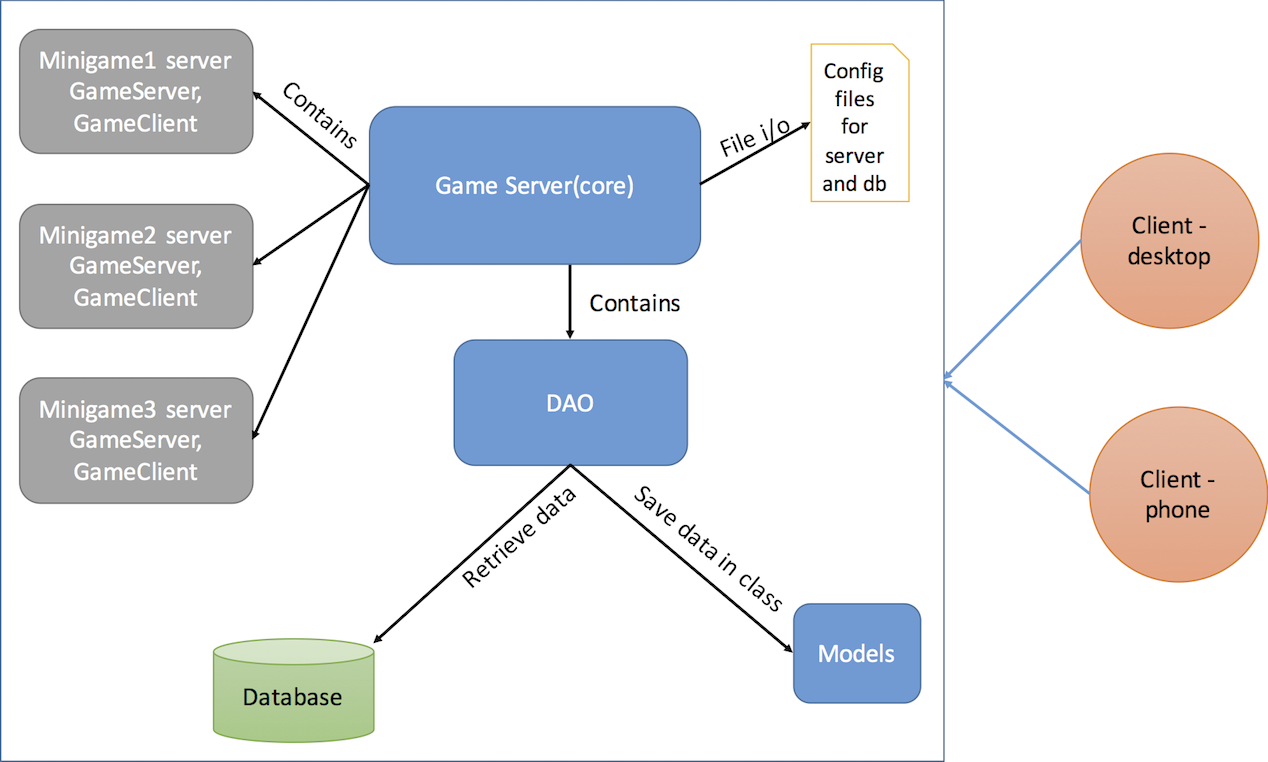 Minigame1 server
GameServer,
GameClient
Contains
Game Server(core)
File i/o
Config
files
for
server
and db
Minigame2 server
GameServer,
GameClient
Contains
Minigame3 server
GameServer,
GameClient
DAO
Retrieve data
Save data in class
Database
Models
Client -
desktop
Client -
phone